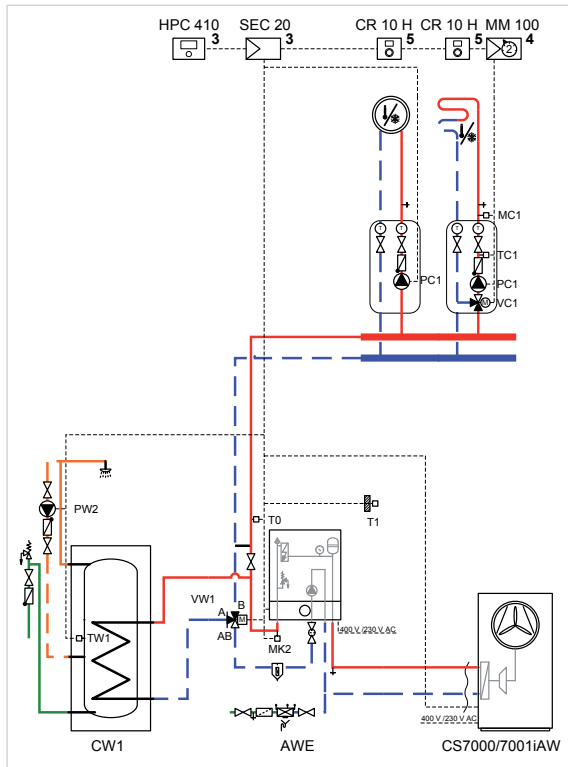 HPC 410 SEC 20 CR 10 H CR 10 H MM 100
3 3 5 5 4
2
T T T T
MC1
TC1
PC1 PC1
M VC1
PW2
T0 T1
VW1 B
A M
AB
TW1
MK2
400 V /230 V AC
400 V /230 V AC
CW1 AWE CS7000/7001iAW